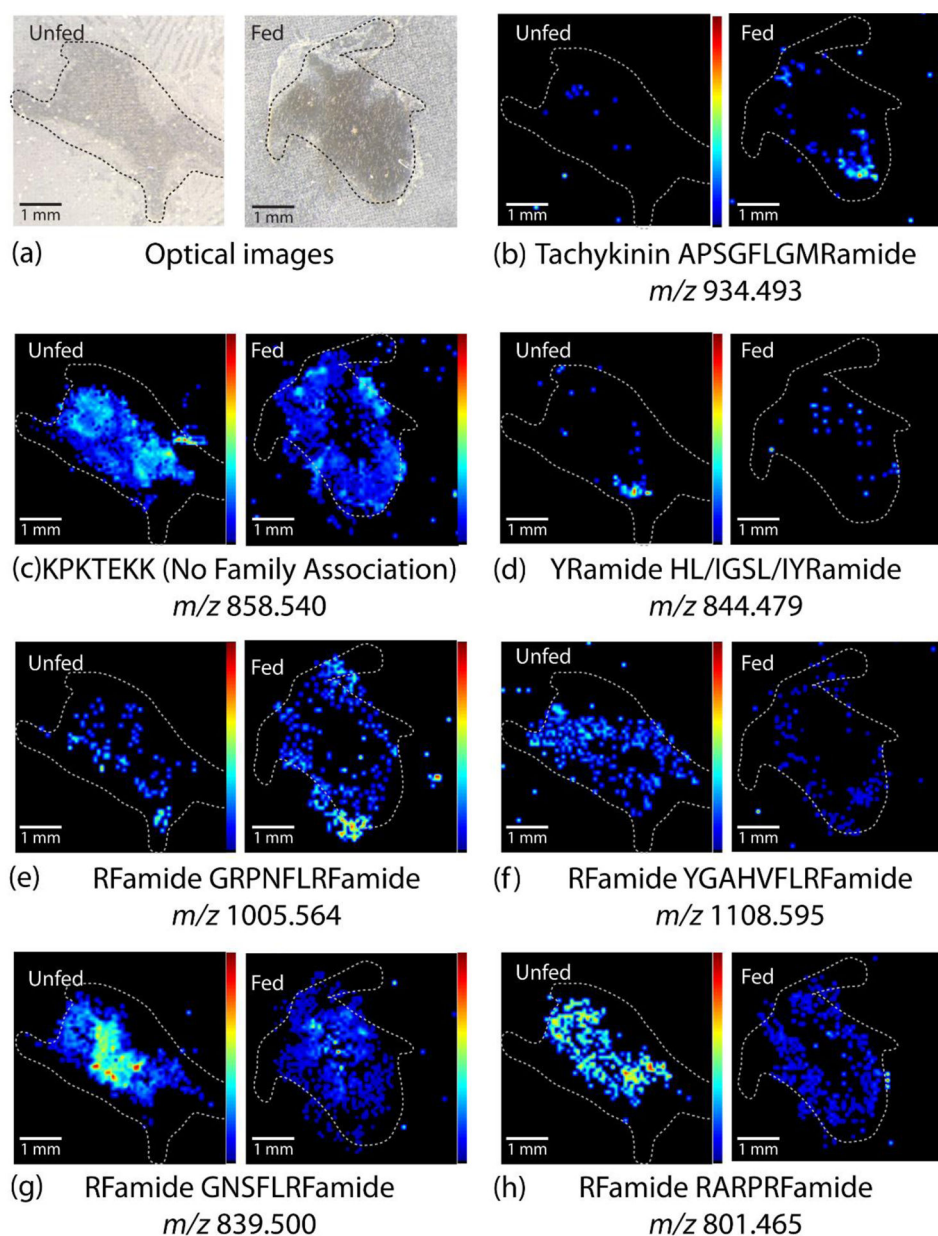 Unfed
Fed
1 mm
1 mm
(a) Optical images
1 mm
1 mm
(b) Tachykinin APSGFLGMRamide
m/z 934.493
Unfed
Fed
1 mm
1 mm
(c)KPKTEKK (No Family Association)
m/z 858.540
Unfed
Fed
1 mm
1 mm
(d) YRamide HL/IGSL/IYRamide
m/z 844.479
Unfed
Fed
1 mm
1 mm
(e) RFamide GRPNFLRFamide
m/z 1005.564
Unfed
Fed
1 mm
1 mm
(f) RFamide YGAHVFLRFamide
m/z 1108.595
Unfed
Fed
1 mm
1 mm
(g) RFamide GNSFLRFamide
m/z 839.500
Unfed
Fed
1 mm
1 mm
(h) RFamide RARPRFamide
m/z 801.465